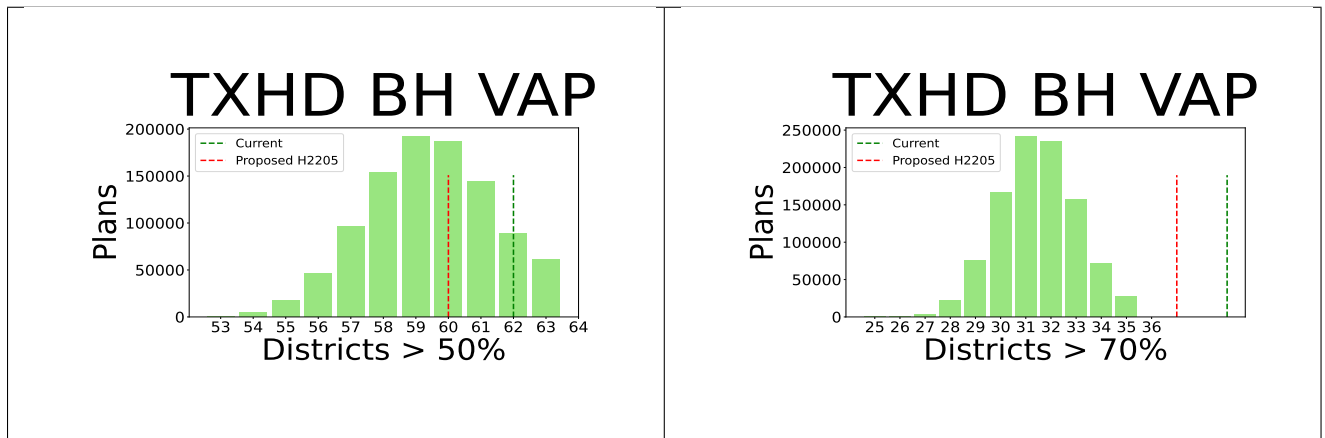 TXHD BH VAP
Current
Proposed H2205
200000
150000
100000
50000
0
Plans
53 54 55 56 57 58 59 60 61 62 63 64
Districts > 50%
TXHD BH VAP
Current
Proposed H2205
250000
200000
150000
100000
50000
0
Plans
25 26 27 28 29 30 31 32 33 34 35 36
Districts > 70%